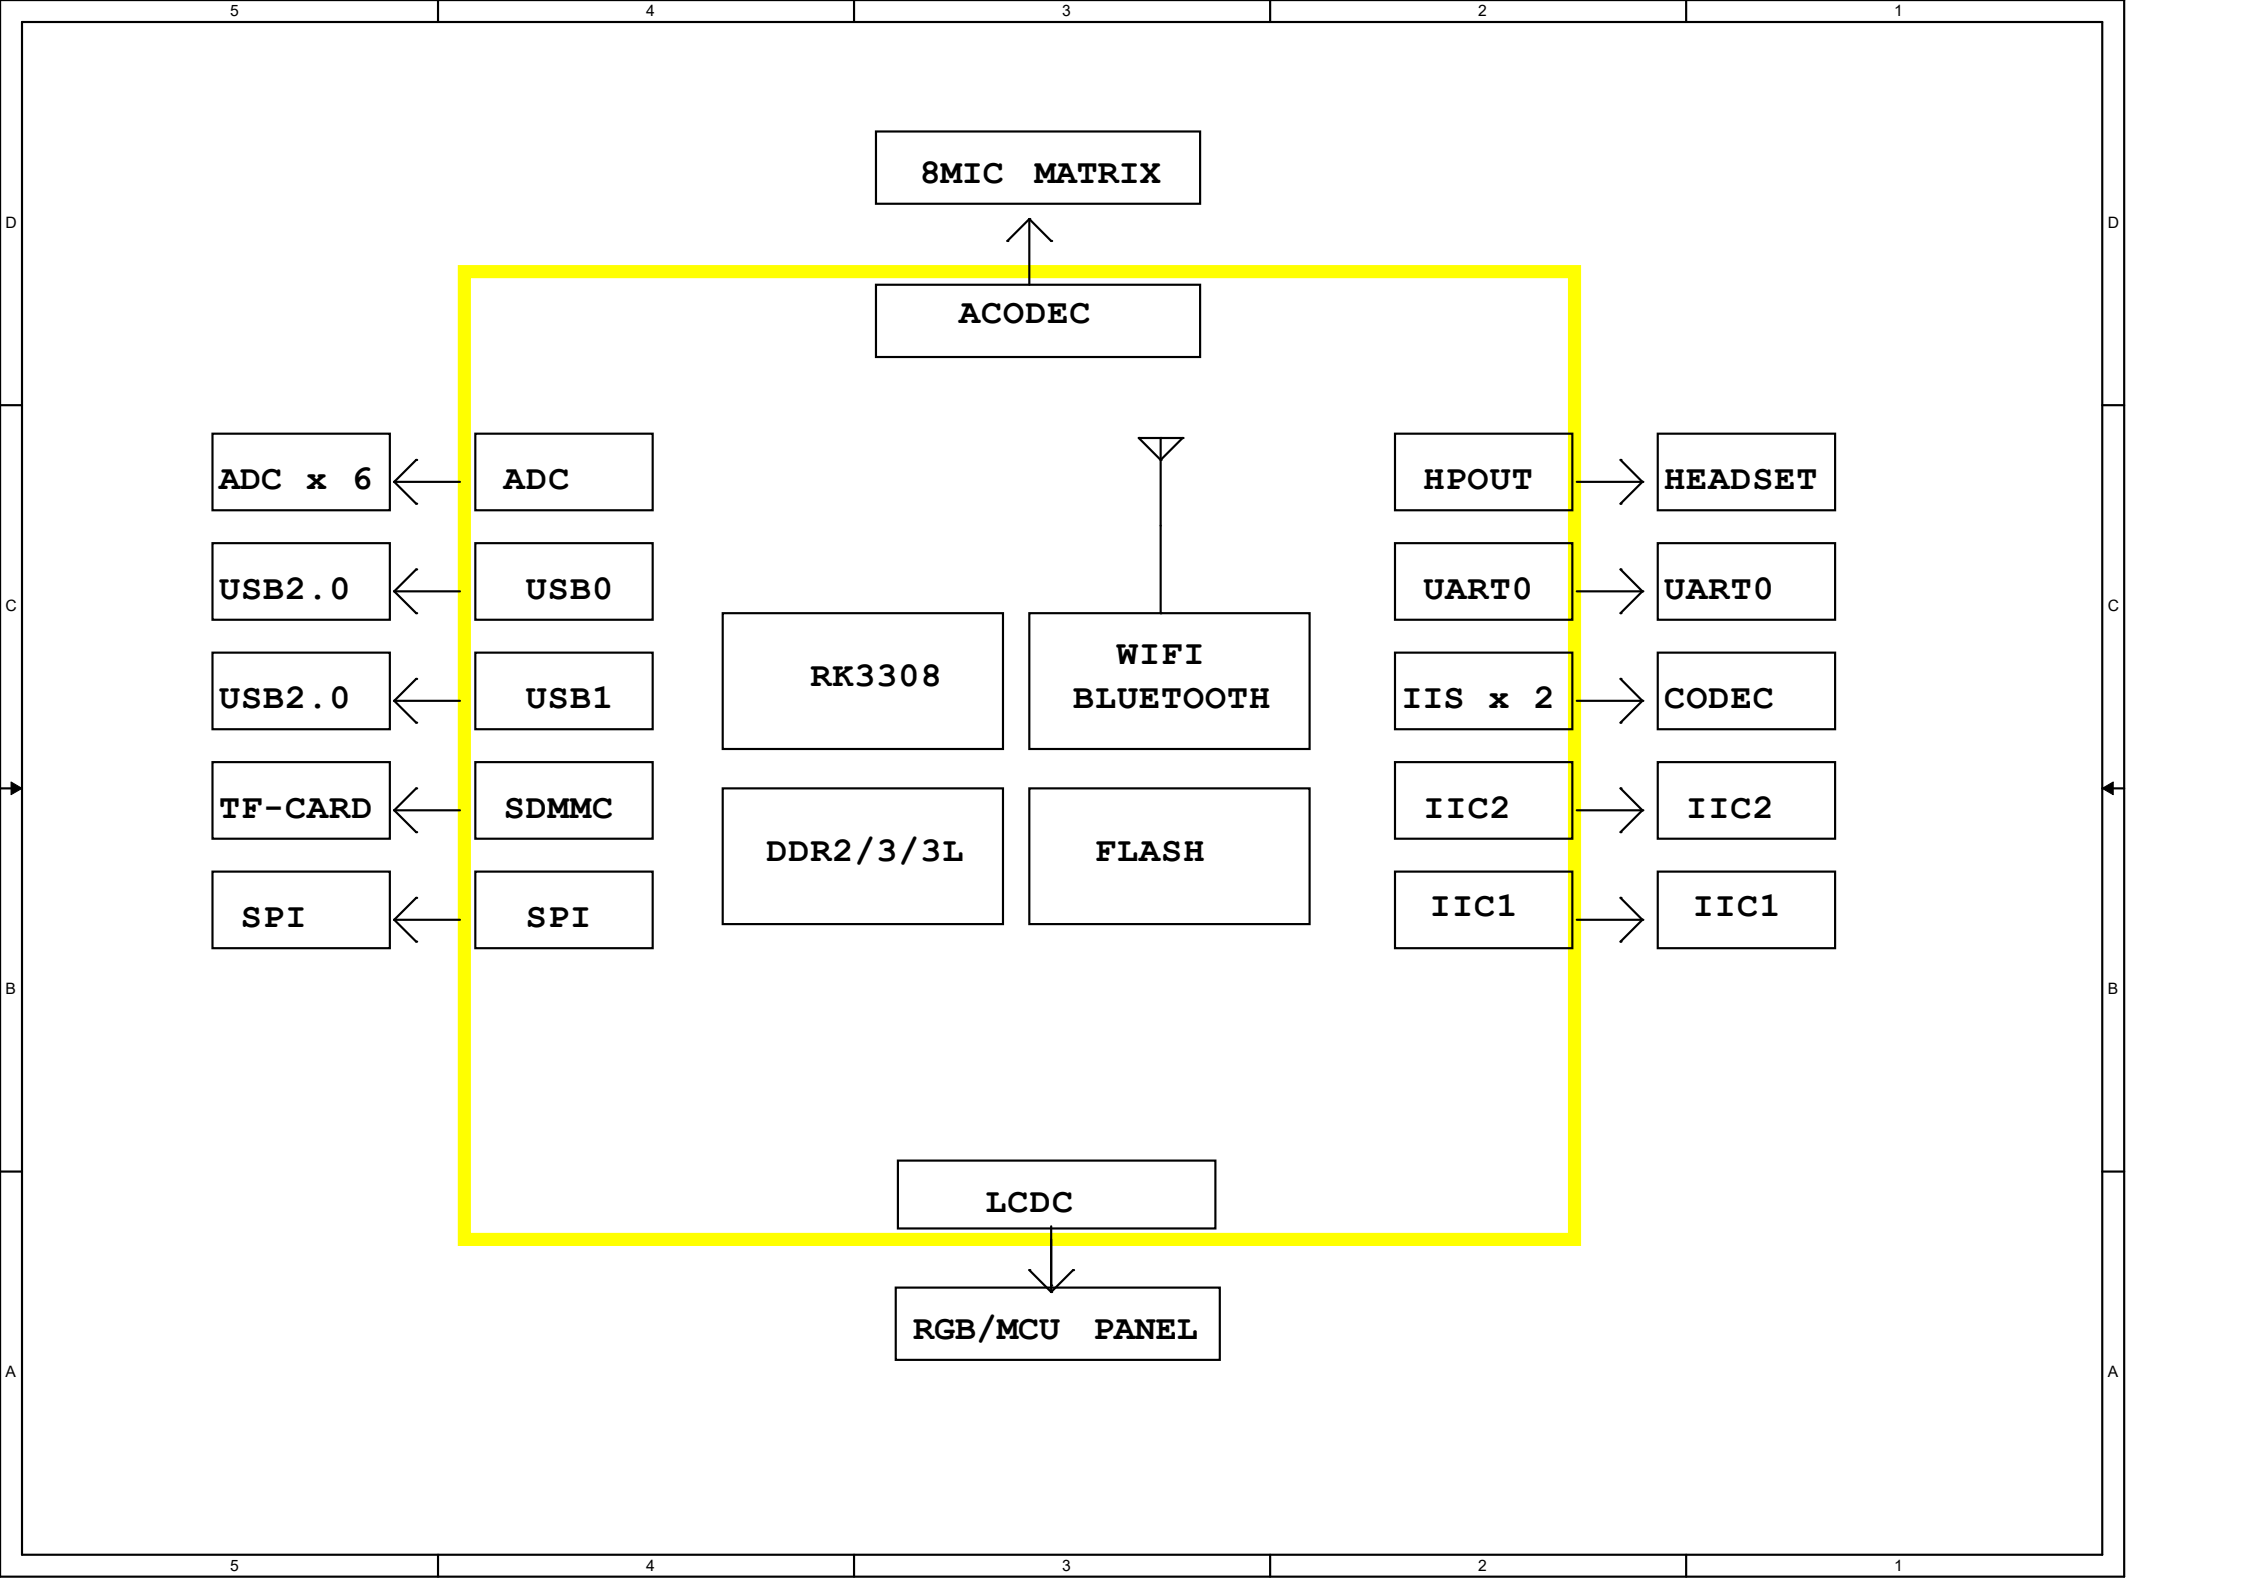 5 4 3 2 1
8MIC MATRIX
D D
ACODEC
ADC x 6 ADC HPOUT HEADSET
USB2.0 USB0 UART0 UART0
C C
WIFI
RK3308
USB2.0 USB1 BLUETOOTH IIS x 2 CODEC
TF-CARD SDMMC IIC2 IIC2
DDR2/3/3L FLASH
SPI SPI IIC1 IIC1
B B
LCDC
RGB/MCU PANEL
A A
5 4 3 2 1